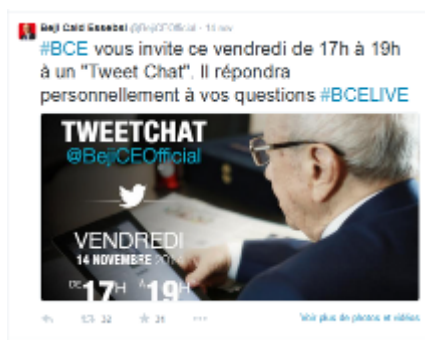 Beji Caid Essebsi @BejiCEOfficial · 14 nov
#BCE vous invite ce vendredi de 17h à 19h
à un "Tweet Chat". Il répondra
personnellement à vos questions #BCELIVE
TWEETCHAT
@BejiCEOfficial
VENDREDI
14 NOVEMBRE 2014
DE 17H À 19H
32 31 ••• Voir plus de photos et vidéos